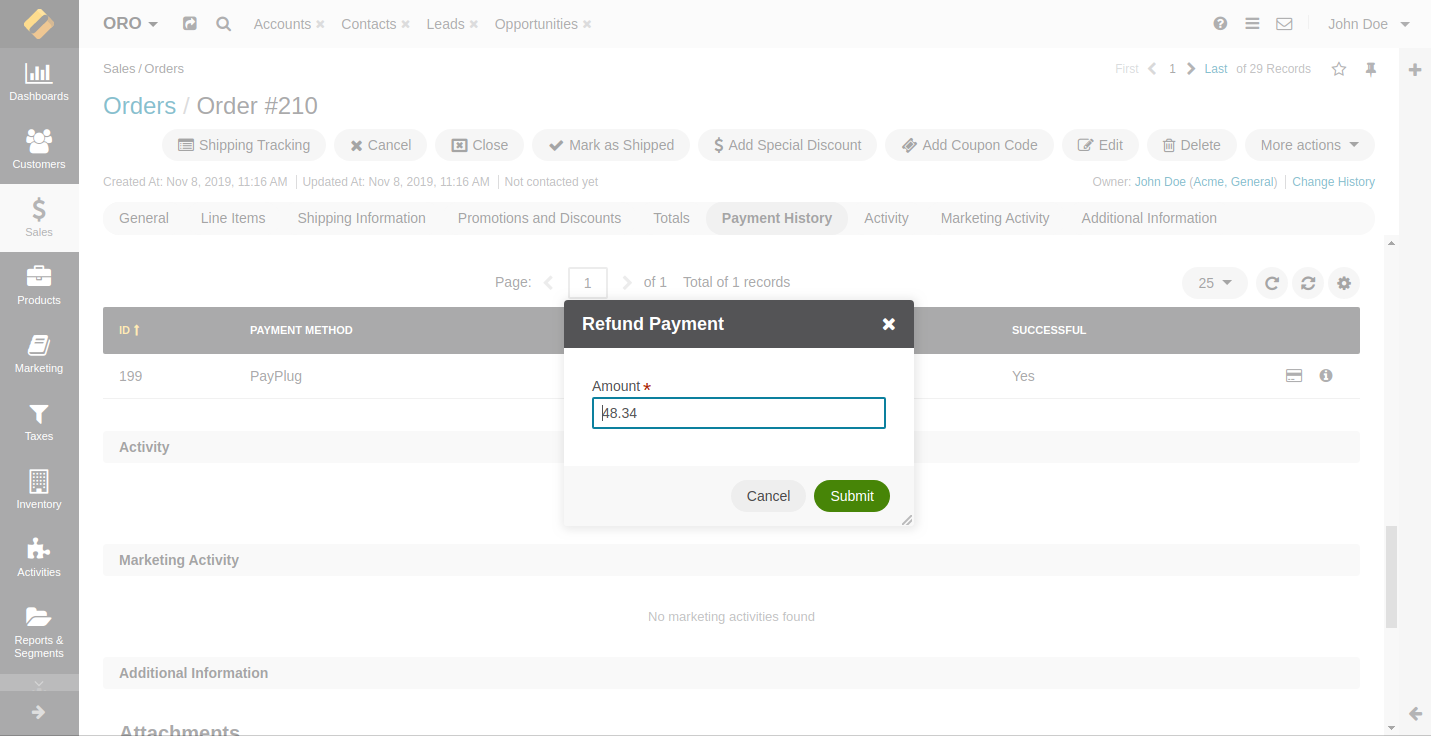 ORO
Accounts
Contacts
Leads
Opportunities
John Doe
Dashboards
Customers
Sales
Products
Marketing
Taxes
Inventory
Activities
Reports &
Segments
Sales / Orders
First 1 Last of 29 Records
Orders / Order #210
Shipping Tracking
Cancel
Close
Mark as Shipped
Add Special Discount
Add Coupon Code
Edit
Delete
More actions
Created At: Nov 8, 2019, 11:16 AM
Updated At: Nov 8, 2019, 11:16 AM
Not contacted yet
Owner: John Doe (Acme, General)
Change History
General
Line Items
Shipping Information
Promotions and Discounts
Totals
Payment History
Activity
Marketing Activity
Additional Information
Page: 1 of 1 Total of 1 records
25
ID
PAYMENT METHOD
SUCCESSFUL
199
PayPlug
Yes
Refund Payment
Amount *
48.34
Cancel
Submit
Activity
Marketing Activity
No marketing activities found
Additional Information
Attachments